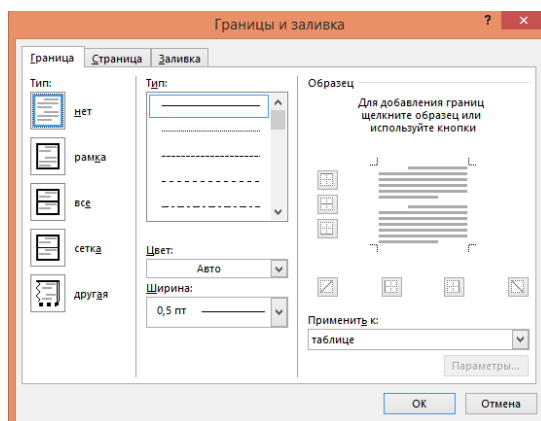 Границы и заливка
? ×
Граница Страница Заливка
Тип:
нет
рамка
все
сетка
другая
Тип:
Цвет:
Авто
Ширина:
0,5 пт
Образец
Для добавления границ
щелкните образец или
используйте кнопки
Применить к:
таблице
Параметры...
ОК Отмена